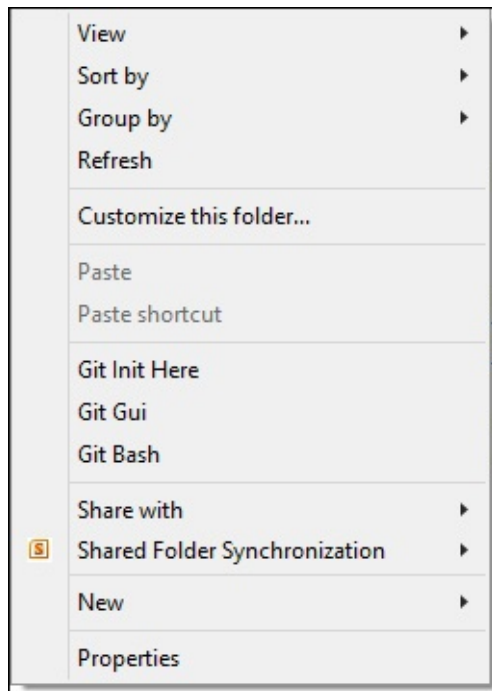 View
Sort by
Group by
Refresh
Customize this folder...
Paste
Paste shortcut
Git Init Here
Git Gui
Git Bash
Share with
S Shared Folder Synchronization
New
Properties